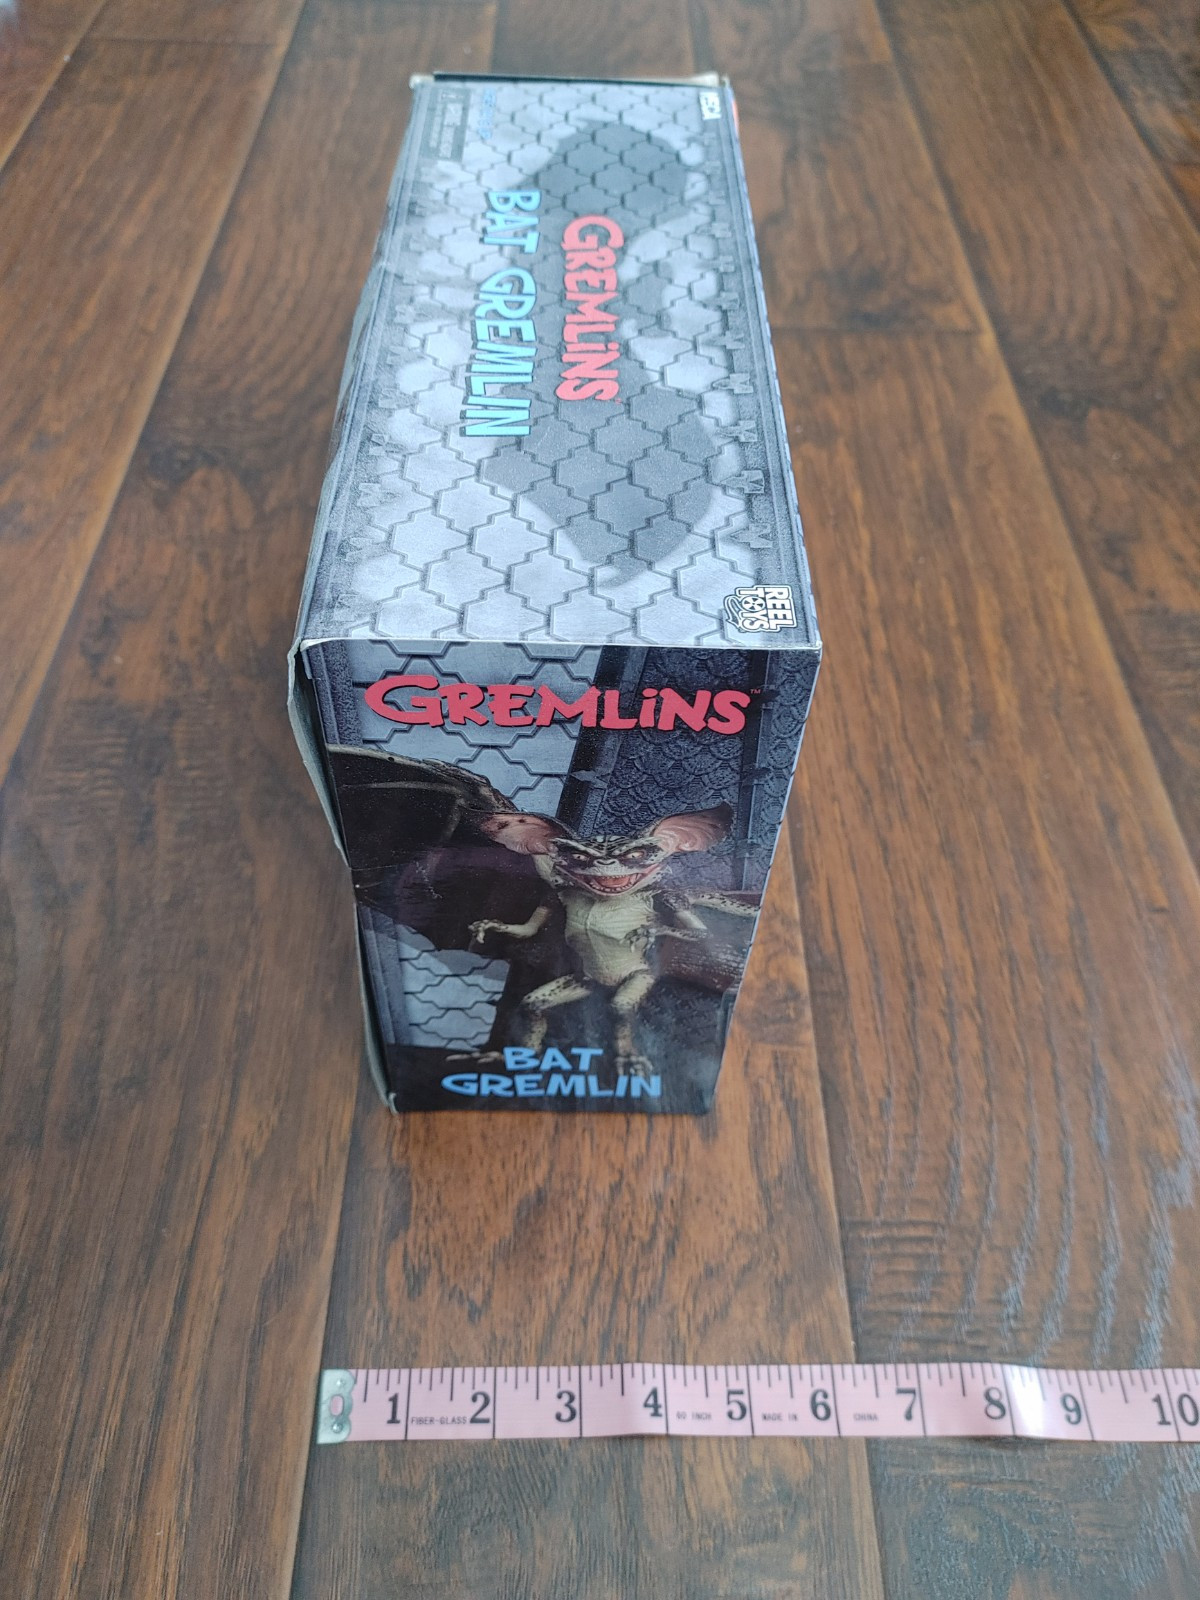 NECA
GREMLiNS
BAT GREMLIN
REEL
TOYS
GREMLiNS™
BAT
GREMLIN
1 FIBER-GLASS 2 3 4 60 INCH 5 MADE IN 6 CHINA 7 8 9 10